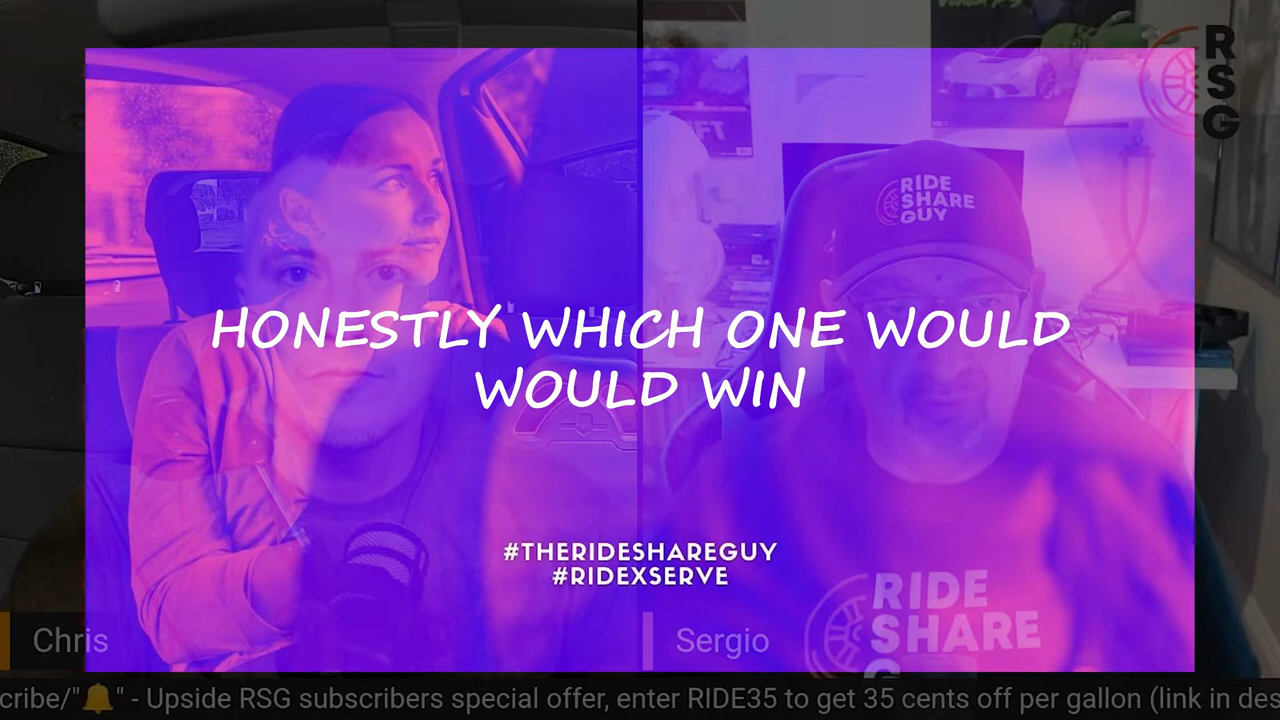 R
S
G
FT
RIDE
SHARE
GUY
HONESTLY WHICH ONE WOULD
WOULD WIN
#THERIDESHAREGUY
#RIDEXSERVE
RIDE
SHARE
Chris
Sergio
cribe/"🔔" - Upside RSG subscribers special offer, enter RIDE35 to get 35 cents off per gallon (link in des